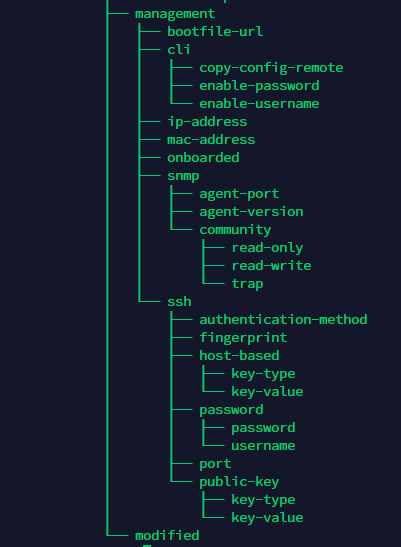 management
bootfile-url
cli
copy-config-remote
enable-password
enable-username
ip-address
mac-address
onboarded
snmp
agent-port
agent-version
community
read-only
read-write
trap
ssh
authentication-method
fingerprint
host-based
key-type
key-value
password
password
username
port
public-key
key-type
key-value
modified